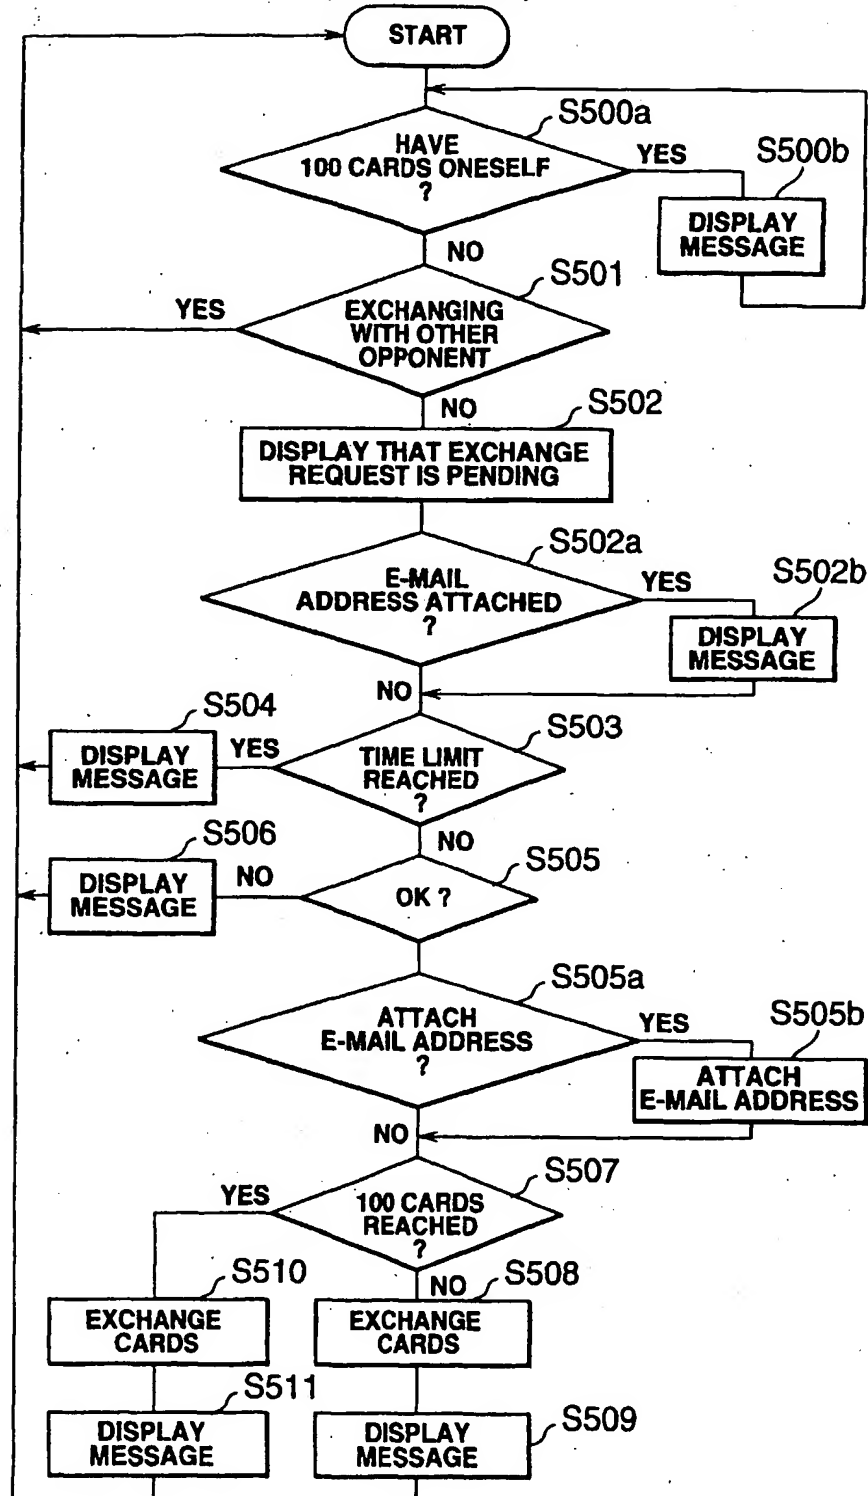 START
S500a
HAVE
100 CARDS ONESELF
?
YES
S500b
DISPLAY
MESSAGE
NO
S501
YES
EXCHANGING
WITH OTHER
OPPONENT
NO
S502
DISPLAY THAT EXCHANGE
REQUEST IS PENDING
S502a
E-MAIL
ADDRESS ATTACHED
?
YES
S502b
DISPLAY
MESSAGE
NO
S504
DISPLAY
MESSAGE
YES
S503
TIME LIMIT
REACHED
?
NO
S506
DISPLAY
MESSAGE
NO
S505
OK ?
S505a
ATTACH
E-MAIL ADDRESS
?
YES
S505b
ATTACH
E-MAIL ADDRESS
NO
S507
YES
100 CARDS
REACHED
?
S510
NO
S508
EXCHANGE
CARDS
EXCHANGE
CARDS
S511
DISPLAY
MESSAGE
DISPLAY
MESSAGE
S509